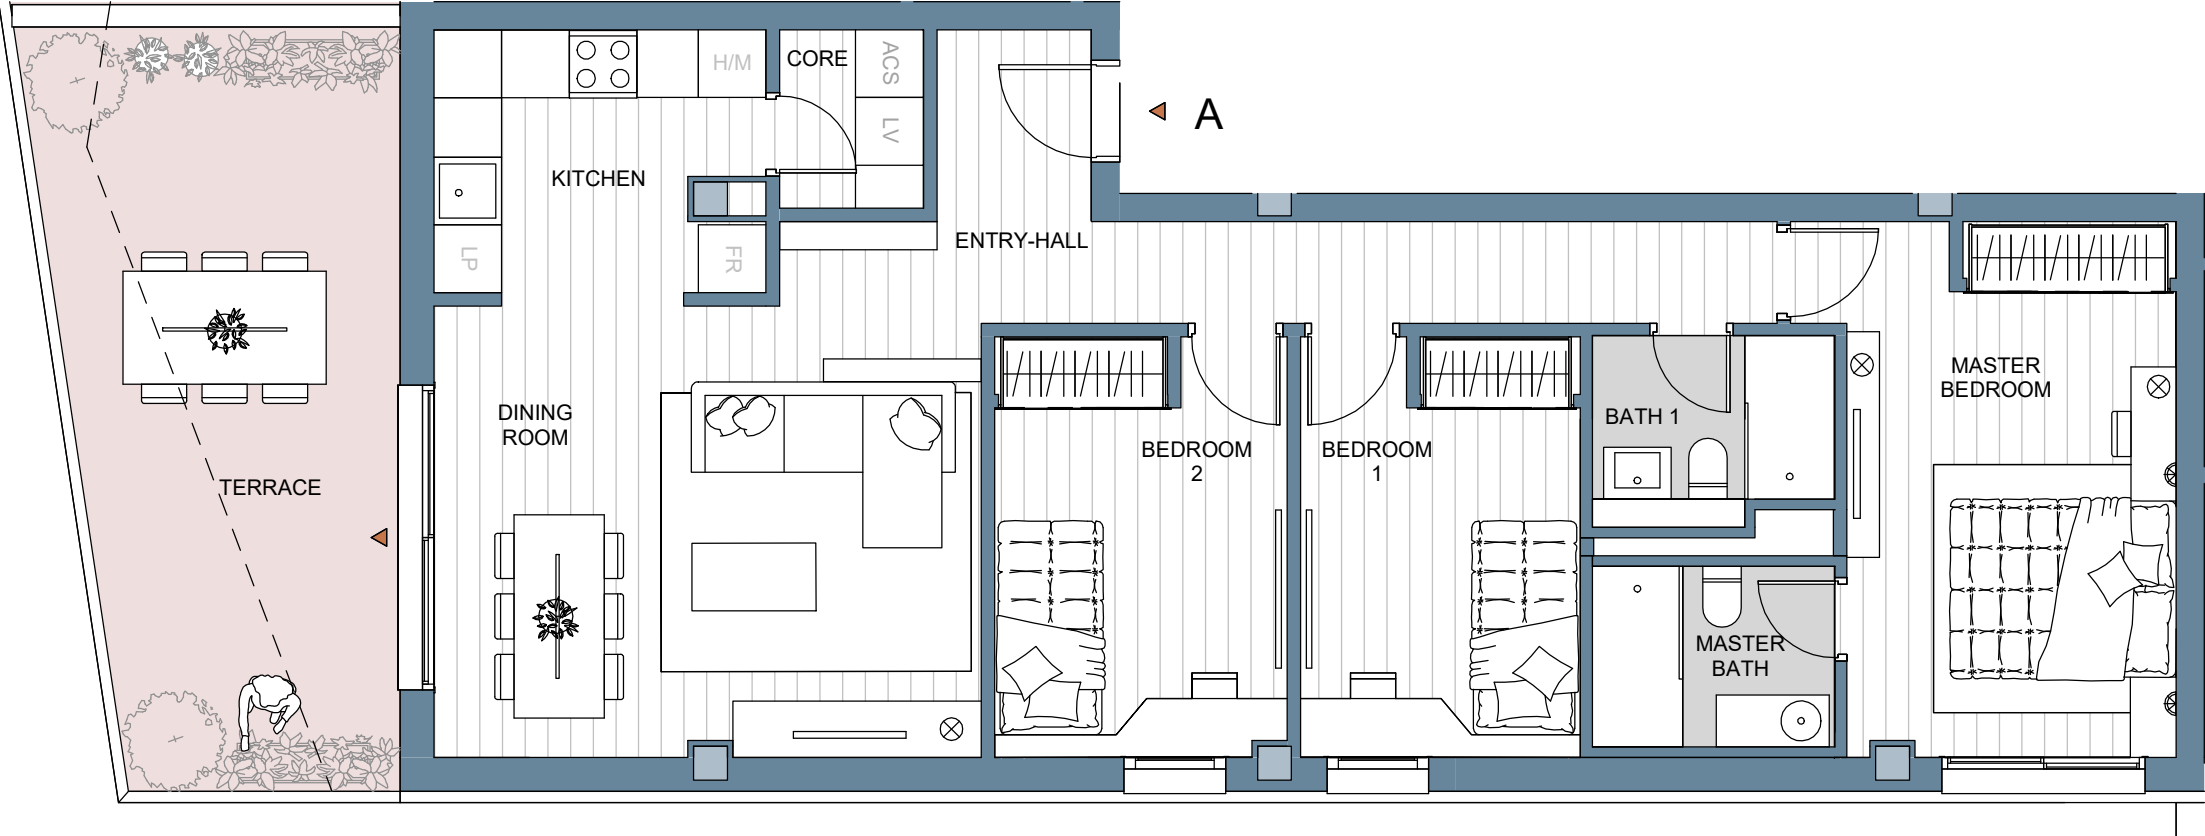 H/M
CORE
ACS
LV
A
KITCHEN
LP
FR
ENTRY-HALL
MASTER
BEDROOM
DINING
ROOM
BATH 1
BEDROOM
2
BEDROOM
1
TERRACE
MASTER
BATH